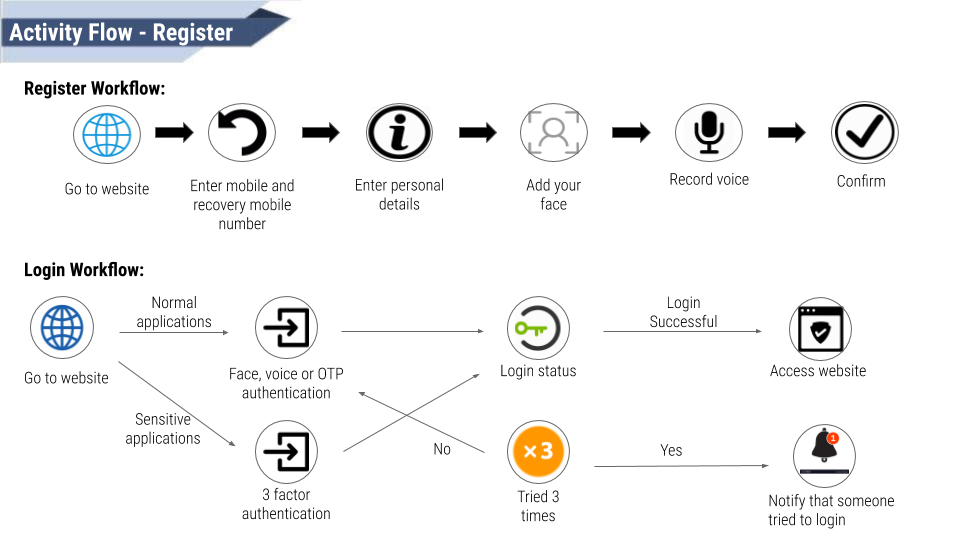 Activity Flow - Register
Register Workflow:
Go to website
Enter mobile and
recovery mobile
number
Enter personal
details
Add your
face
Record voice
Confirm
Login Workflow:
Normal
applications
Login
Successful
Go to website
Face, voice or OTP
authentication
Login status
Access website
Sensitive
applications
No
×3
Yes
1
3 factor
authentication
Tried 3
times
Notify that someone
tried to login